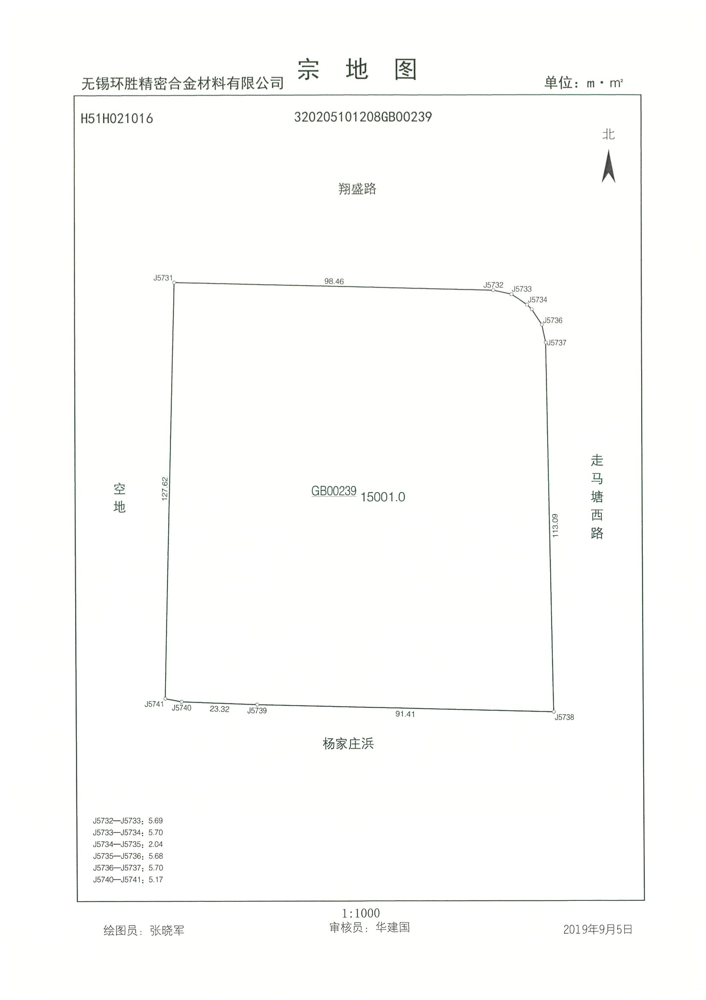 宗 地 图
无锡环胜精密合金材料有限公司
单位：m·㎡
H51H021016
320205101208GB00239
北
翔盛路
J5731
98.46
J5732
J5733
J5734
J5736
J5737
走马塘西路
空地
127.62
GB00239
15001.0
113.09
J5741
J5740
23.32
J5739
91.41
J5738
杨家庄浜
J5732—J5733：5.69
J5733—J5734：5.70
J5734—J5735：2.04
J5735—J5736：5.68
J5736—J5737：5.70
J5740—J5741：5.17
1:1000
绘图员：张晓军
审核员：华建国
2019年9月5日